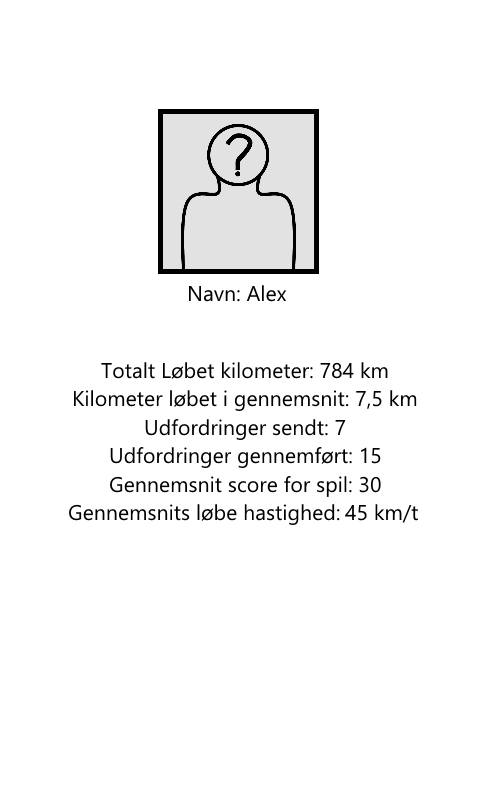 ?
Navn: Alex
Totalt Løbet kilometer: 784 km
Kilometer løbet i gennemsnit: 7,5 km
Udfordringer sendt: 7
Udfordringer gennemført: 15
Gennemsnit score for spil: 30
Gennemsnits løbe hastighed: 45 km/t